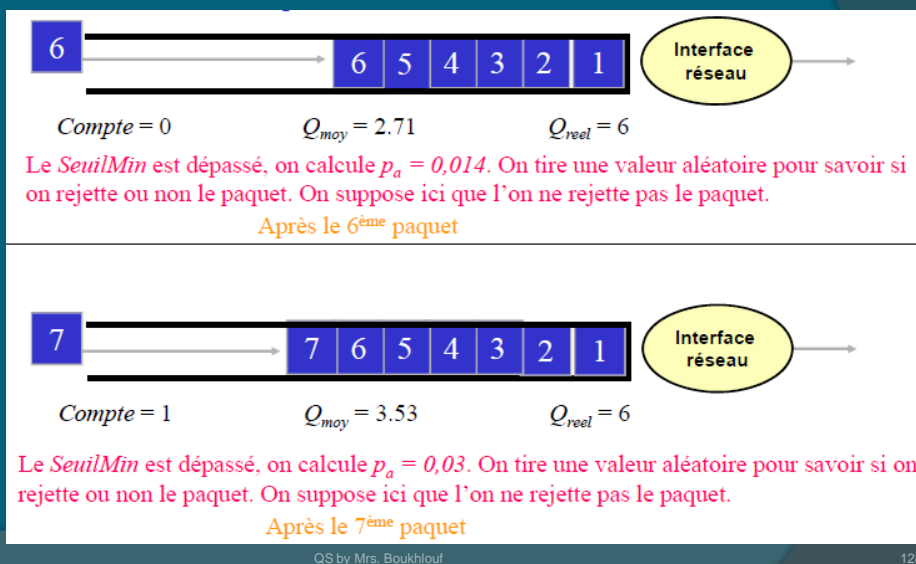 6
6 5 4 3 2 1
Interface
réseau
Compte = 0 Qmoy = 2.71 Qreel = 6
Le SeuilMin est dépassé, on calcule pa = 0,014. On tire une valeur aléatoire pour savoir si
on rejette ou non le paquet. On suppose ici que l'on ne rejette pas le paquet.
Après le 6ème paquet
7
7 6 5 4 3 2 1
Interface
réseau
Compte = 1 Qmoy = 3.53 Qreel = 6
Le SeuilMin est dépassé, on calcule pa = 0,03. On tire une valeur aléatoire pour savoir si on
rejette ou non le paquet. On suppose ici que l'on ne rejette pas le paquet.
Après le 7ème paquet
QS by Mrs. Boukhlouf